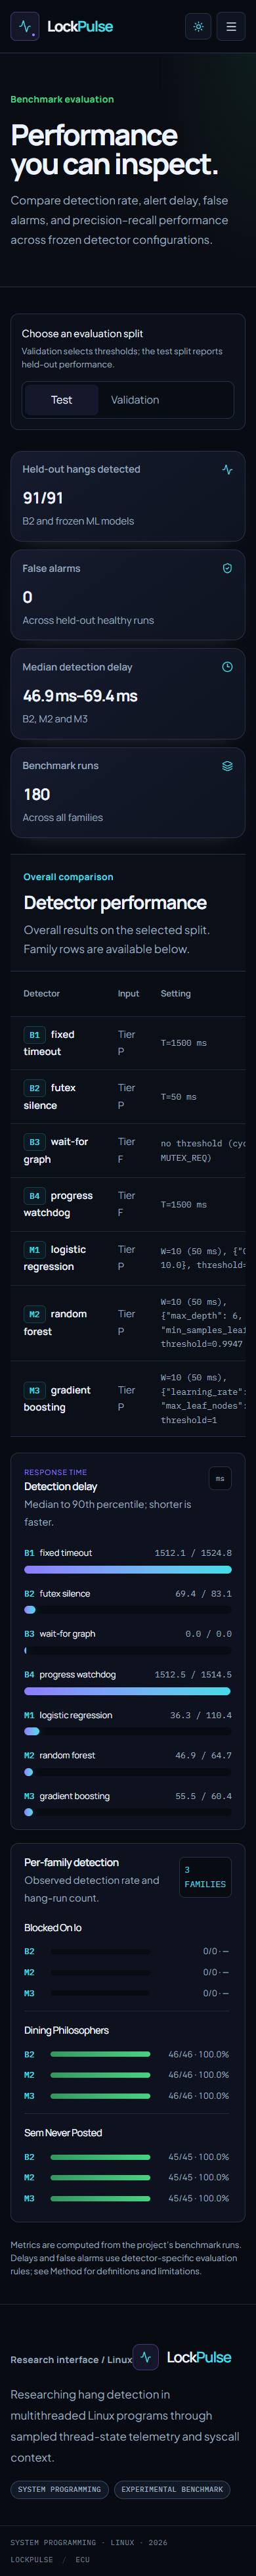 LockPulse
Benchmark evaluation
Performance
you can inspect.
Compare detection rate, alert delay, false
alarms, and precision–recall performance
across frozen detector configurations.
Choose an evaluation split
Validation selects thresholds; the test split reports
held-out performance.
Test Validation
Held-out hangs detected
91/91
B2 and frozen ML models
False alarms
0
Across held-out healthy runs
Median detection delay
46.9 ms–69.4 ms
B2, M2 and M3
Benchmark runs
180
Across all families
Overall comparison
Detector performance
Overall results on the selected split.
Family rows are available below.
Detector Input Setting
B1 fixed
timeout
Tier
P
T=1500 ms
B2 futex
silence
Tier
P
T=50 ms
B3 wait-for
graph
Tier
F
no threshold (cyc
MUTEX_REQ)
B4 progress
watchdog
Tier
F
T=1500 ms
M1 logistic
regression
Tier
P
W=10 (50 ms), {"C
10.0}, threshold=
M2 random
forest
Tier
P
W=10 (50 ms),
{"max_depth": 6,
"min_samples_leaf
threshold=0.9947
M3 gradient
boosting
Tier
P
W=10 (50 ms),
{"learning_rate":
"max_leaf_nodes":
threshold=1
RESPONSE TIME
Detection delay
Median to 90th percentile; shorter is
faster.
ms
B1 fixed timeout 1512.1 / 1524.8
B2 futex silence 69.4 / 83.1
B3 wait-for graph 0.0 / 0.0
B4 progress watchdog 1512.5 / 1514.5
M1 logistic regression 36.3 / 110.4
M2 random forest 46.9 / 64.7
M3 gradient boosting 55.5 / 60.4
Per-family detection
Observed detection rate and
hang-run count.
3
FAMILIES
Blocked On Io
B2 0/0 · —
M2 0/0 · —
M3 0/0 · —
Dining Philosophers
B2 46/46 · 100.0%
M2 46/46 · 100.0%
M3 46/46 · 100.0%
Sem Never Posted
B2 45/45 · 100.0%
M2 45/45 · 100.0%
M3 45/45 · 100.0%
Metrics are computed from the project's benchmark runs.
Delays and false alarms use detector-specific evaluation
rules; see Method for definitions and limitations.
Research interface / Linux LockPulse
Researching hang detection in
multithreaded Linux programs through
sampled thread-state telemetry and syscall
context.
SYSTEM PROGRAMMING EXPERIMENTAL BENCHMARK
SYSTEM PROGRAMMING · LINUX · 2026
LOCKPULSE / ECU